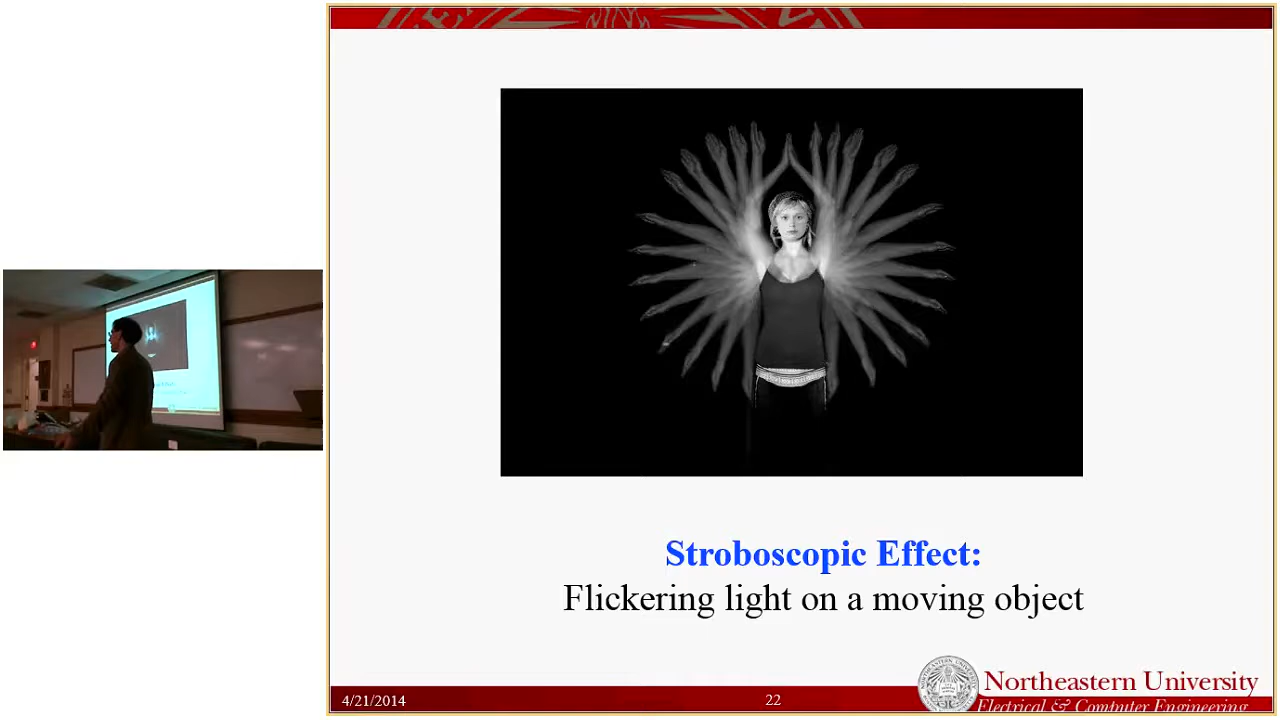 Stroboscopic Effect:
Flickering light on a moving object
4/21/2014
22
Northeastern University
Electrical & Computer Engineering